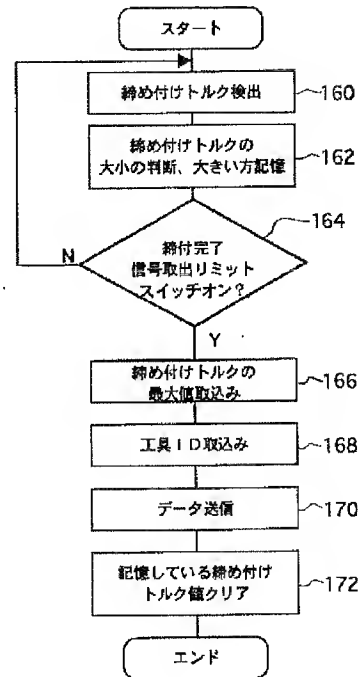 スタート
締め付けトルク検出
160
締め付けトルクの
大小の判断、大きい方記憶
162
164
締付完了
信号取出リミット
スイッチオン?
N
Y
締め付けトルクの
最大値取込み
166
工具ID取込み
168
データ送信
170
記憶している締め付け
トルク値クリア
172
エンド